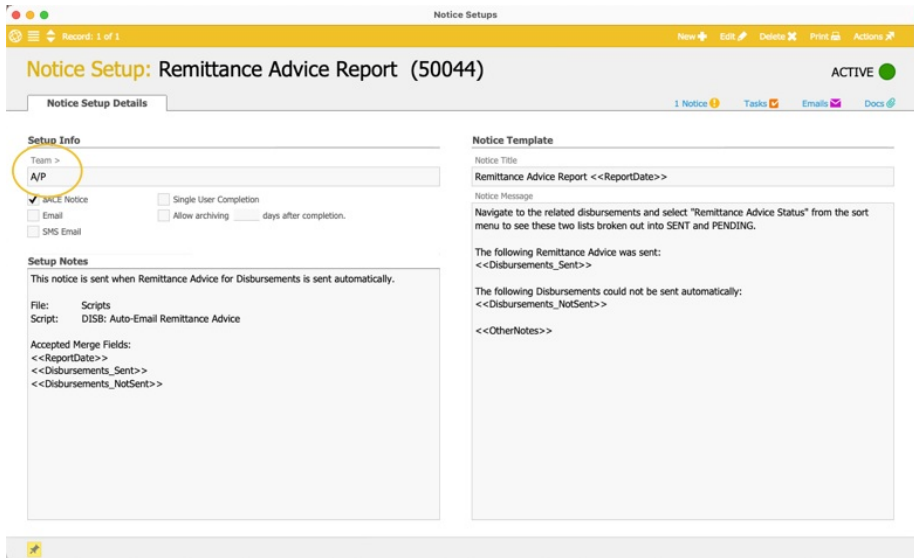 Notice Setups
Record: 1 of 1
New
Edit
Delete
Print
Actions
Notice Setup: Remittance Advice Report (50044)
ACTIVE
Notice Setup Details
1 Notice
Tasks
Emails
Docs
Setup Info
Team >
A/P
aACE Notice
Single User Completion
Email
Allow archiving days after completion.
SMS Email
Setup Notes
This notice is sent when Remittance Advice for Disbursements is sent automatically.
File: Scripts
Script: DISB: Auto-Email Remittance Advice
Accepted Merge Fields:
<<ReportDate>>
<<Disbursements_Sent>>
<<Disbursements_NotSent>>
Notice Template
Notice Title
Remittance Advice Report <<ReportDate>>
Notice Message
Navigate to the related disbursements and select "Remittance Advice Status" from the sort
menu to see these two lists broken out into SENT and PENDING.
The following Remittance Advice was sent:
<<Disbursements_Sent>>
The following Disbursements could not be sent automatically:
<<Disbursements_NotSent>>
<<OtherNotes>>